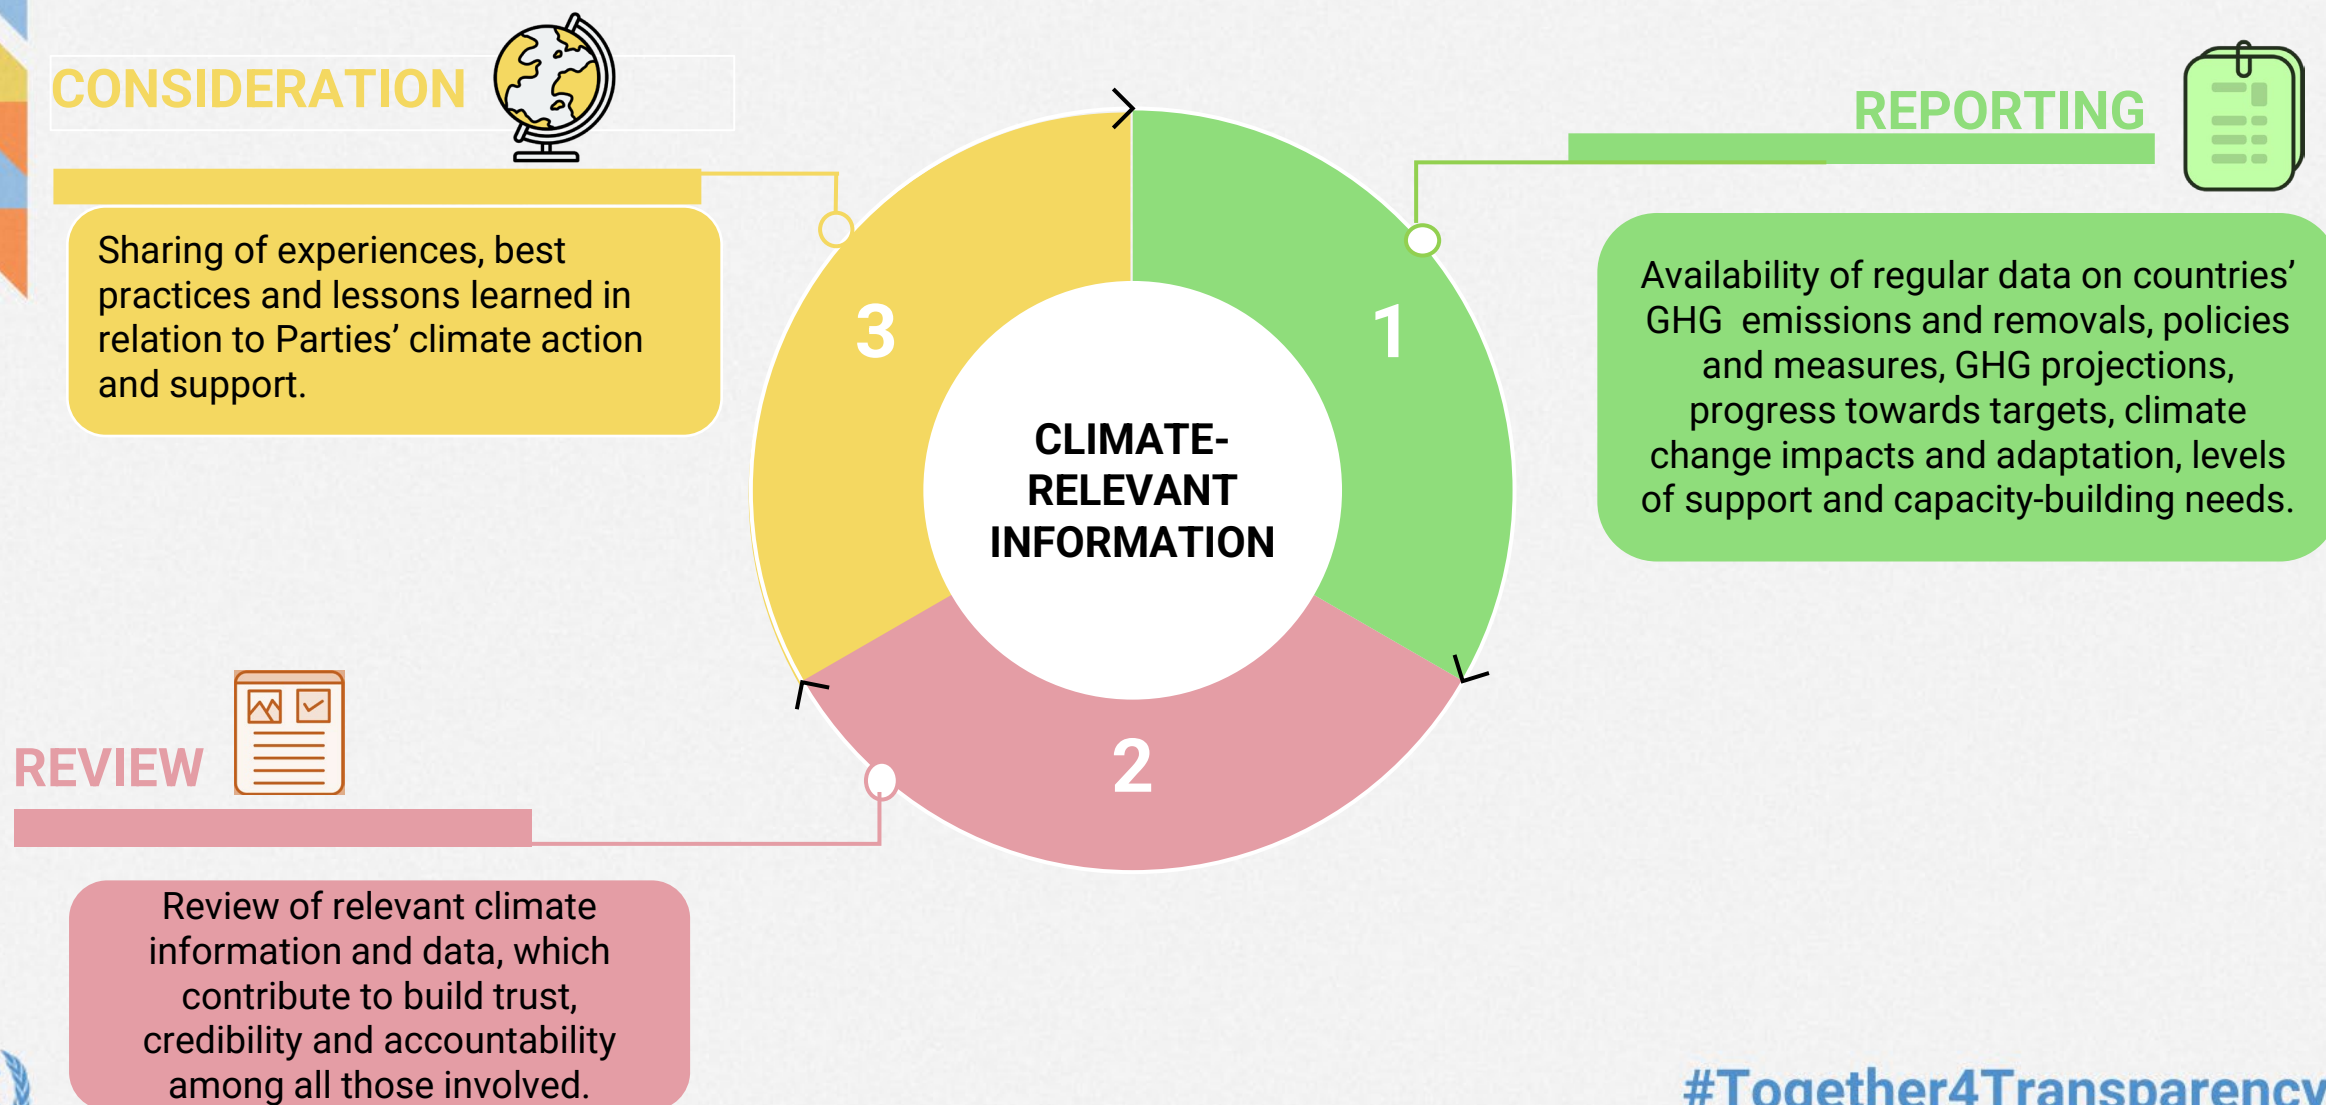 CONSIDERATION
Sharing of experiences, best
practices and lessons learned in
relation to Parties’ climate action
and support.
REPORTING
Availability of regular data on countries’
GHG  emissions and removals, policies
and measures, GHG projections,
progress towards targets, climate
change impacts and adaptation, levels
of support and capacity-building needs.
3
1
2
CLIMATE-
RELEVANT
INFORMATION
REVIEW
Review of relevant climate
information and data, which
contribute to build trust,
credibility and accountability
among all those involved.
#Together4Transparency